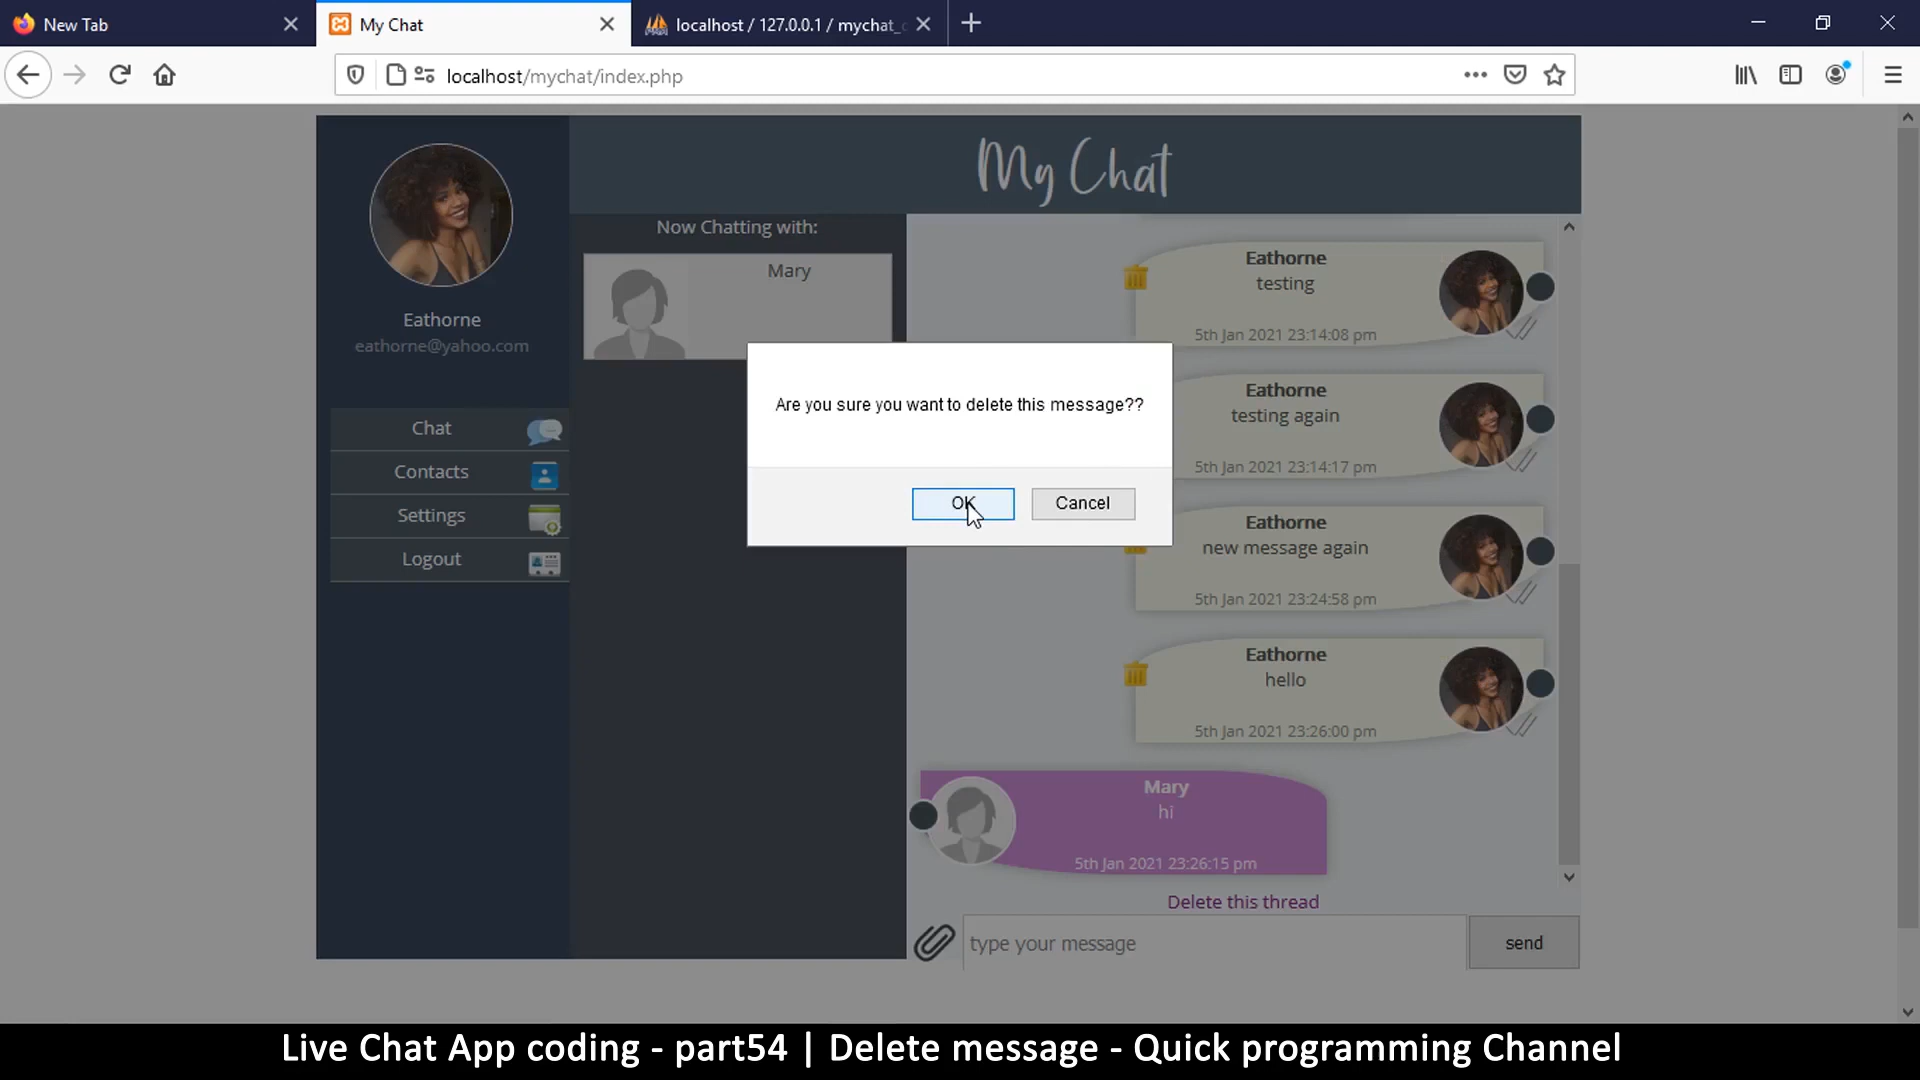 New Tab
My Chat
localhost / 127.0.0.1 / mychat_
localhost/mychat/index.php
My Chat
Eathorne
eathorne@yahoo.com
Chat
Contacts
Settings
Logout
Now Chatting with:
Mary
Eathorne
testing
5th Jan 2021 23:14:08 pm
Eathorne
testing again
5th Jan 2021 23:14:17 pm
Are you sure you want to delete this message??
OK
Cancel
Eathorne
new message again
5th Jan 2021 23:24:58 pm
Eathorne
hello
5th Jan 2021 23:26:00 pm
Mary
hi
5th Jan 2021 23:26:15 pm
Delete this thread
type your message
send
Live Chat App coding - part54 | Delete message - Quick programming Channel